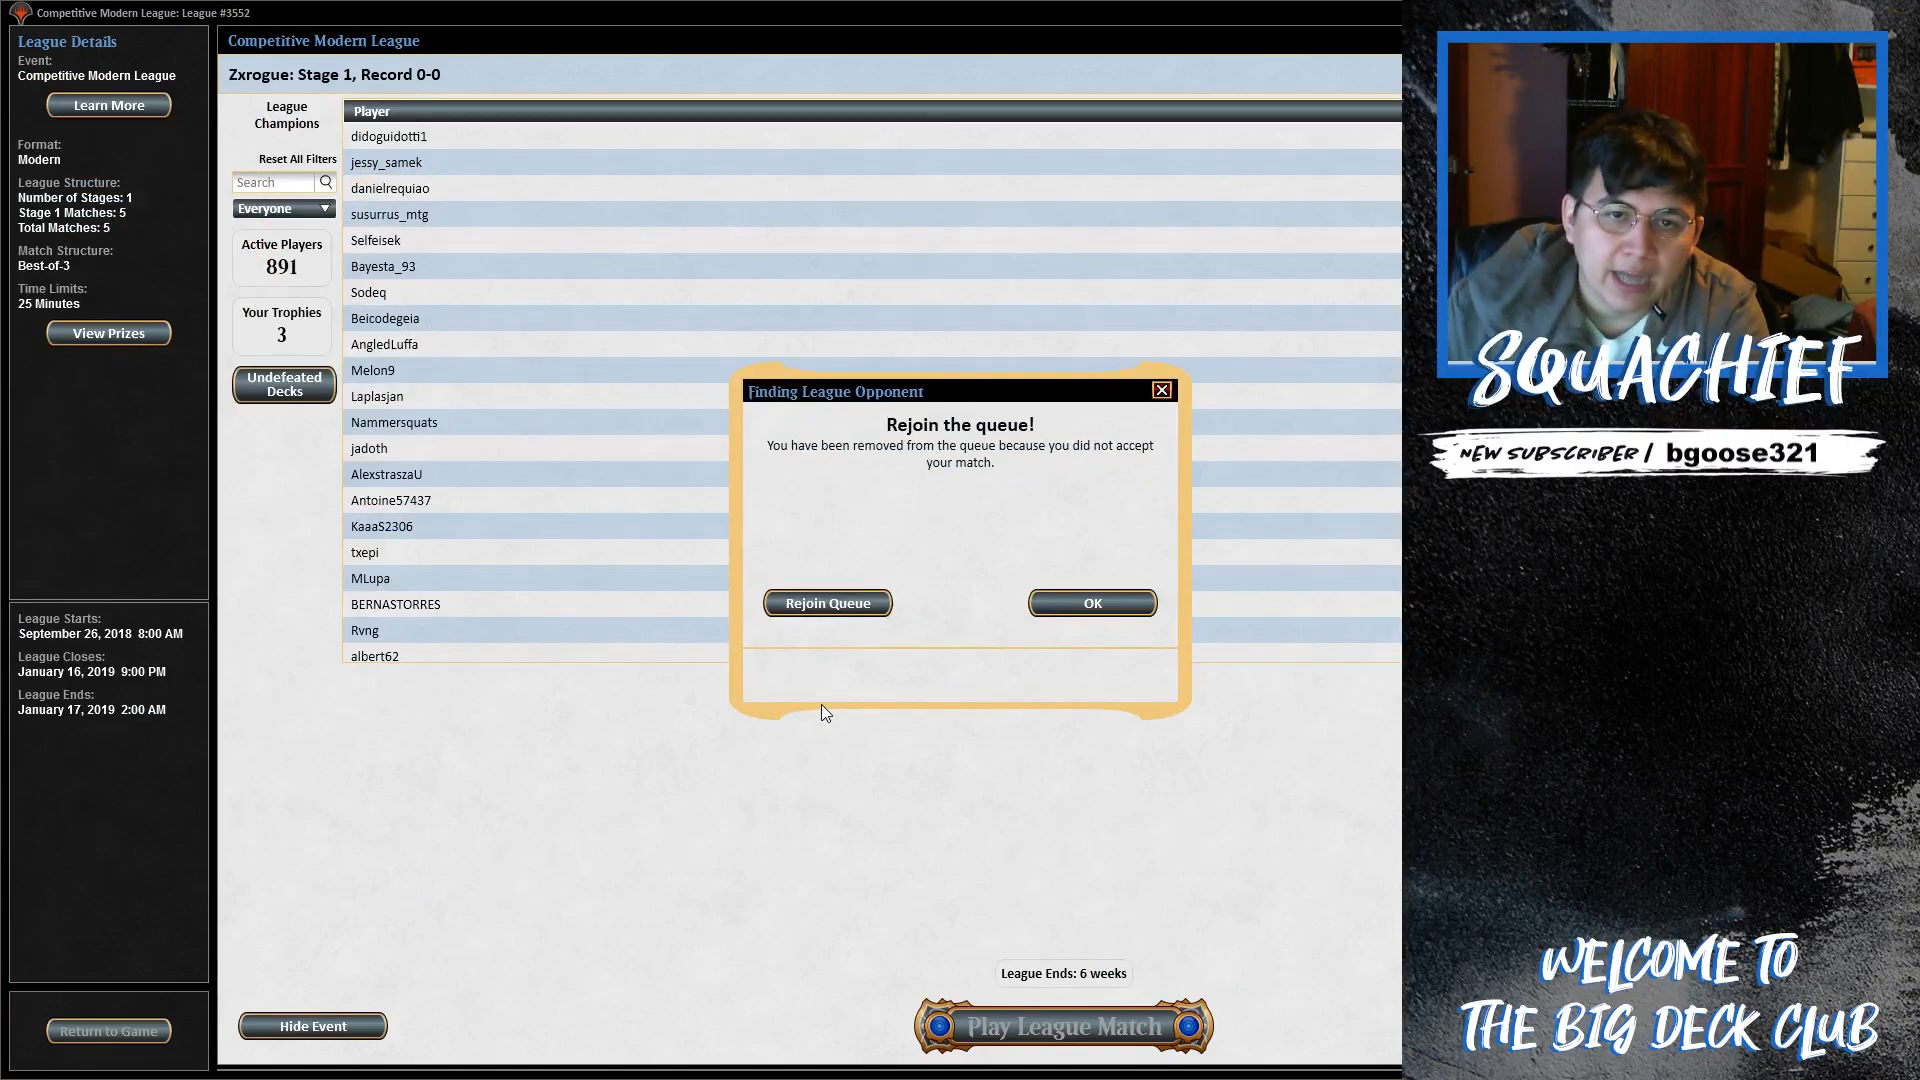 Competitive Modern League: League #3552
League Details
Event:
Competitive Modern League
Learn More
Format:
Modern
League Structure:
Number of Stages: 1
Stage 1 Matches: 5
Total Matches: 5
Match Structure:
Best-of-3
Time Limits:
25 Minutes
View Prizes
League Starts:
September 26, 2018  8:00 AM
League Closes:
January 16, 2019  9:00 PM
League Ends:
January 17, 2019  2:00 AM
Return to Game
Competitive Modern League
Zxrogue: Stage 1, Record 0-0
League
Champions
Reset All Filters
Search
Everyone
Active Players
891
Your Trophies
3
Undefeated
Decks
Player
didoguidotti1
jessy_samek
danielrequiao
susurrus_mtg
Selfeisek
Bayesta_93
Sodeq
Beicodegeia
AngledLuffa
Melon9
Laplasjan
Nammersquats
jadoth
AlexstraszaU
Antoine57437
KaaaS2306
txepi
MLupa
BERNASTORRES
Rvng
albert62
Finding League Opponent
Rejoin the queue!
You have been removed from the queue because you did not accept
your match.
Rejoin Queue
OK
League Ends: 6 weeks
Hide Event
Play League Match
SQUACHIEF
NEW SUBSCRIBER / bgoose321
WELCOME TO
THE BIG DECK CLUB